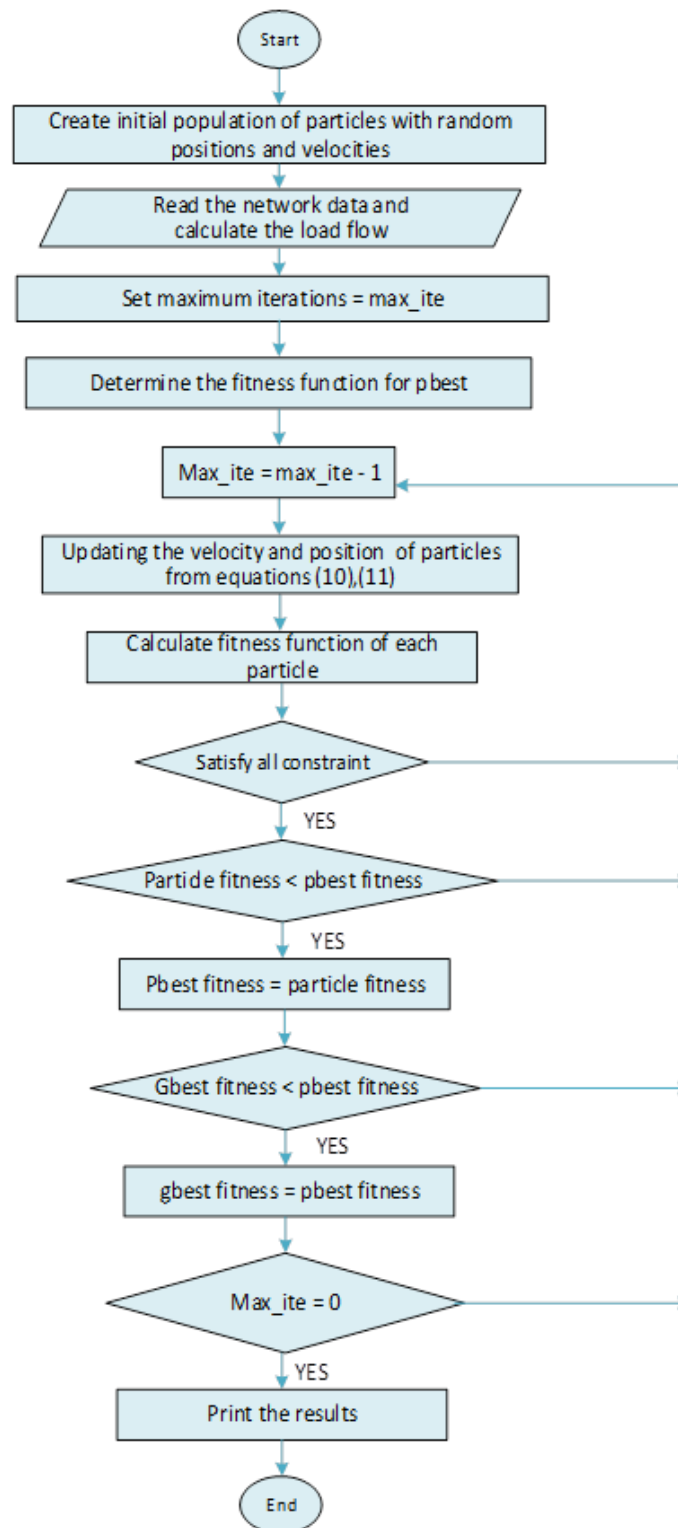 Start
Create initial population of particles with random
positions and velocities
Read the network data and
calculate the load flow
Set maximum iterations = max_ite
Determine the fitness function for pbest
Max_ite = max_ite - 1
Updating the velocity and position of particles
from equations (10),(11)
Calculate fitness function of each
particle
Satisfy all constraint
YES
Particle fitness < pbest fitness
YES
Pbest fitness = particle fitness
Gbest fitness < pbest fitness
YES
gbest fitness = pbest fitness
Max_ite = 0
YES
Print the results
End